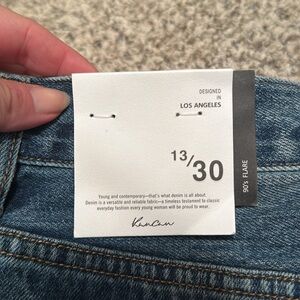 DESIGNED
IN
LOS ANGELES
13/30
90's FLARE
Young and contemporary—that's what denim is all about.
Denim is a versatile and reliable fabric—a timeless testament to classic
everyday fashion every young woman will be proud to wear.
KanCan